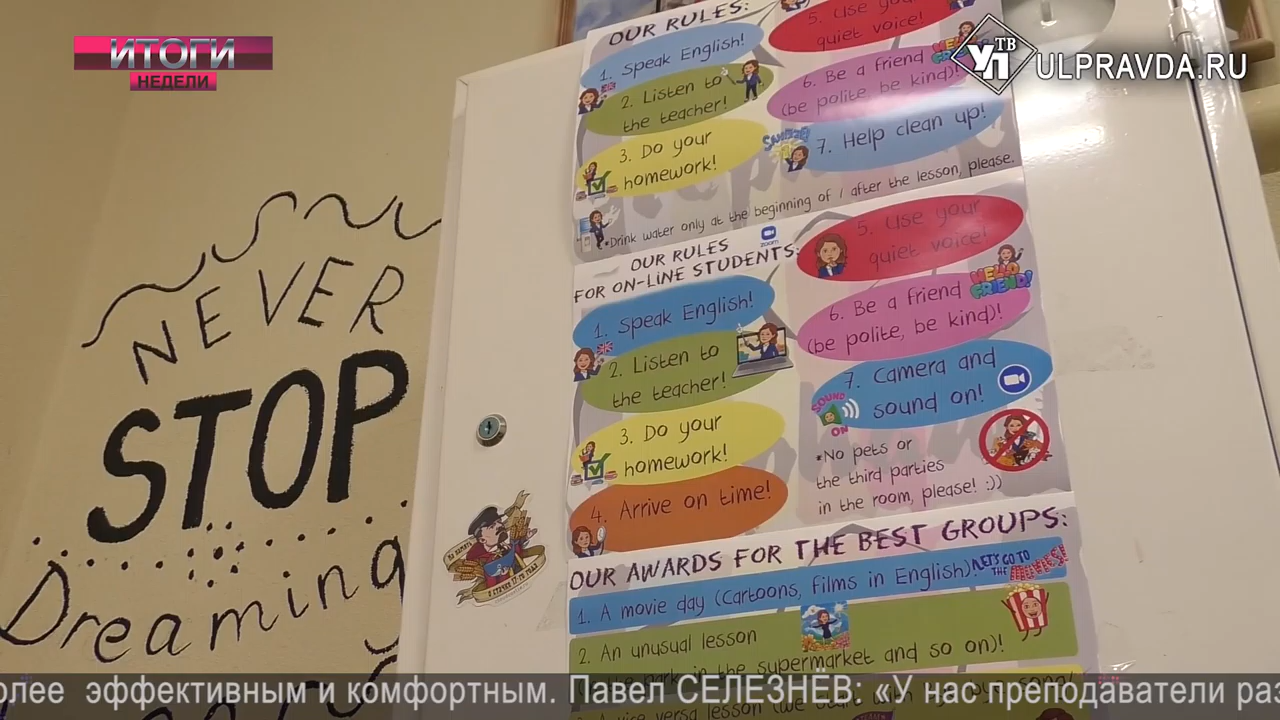 ИТОГИ
НЕДЕЛИ
УП ТВ
ULPRAVDA.RU
NEVER
STOP
Dreaming
OUR RULES:
1. Speak English!
2. Listen to
the teacher!
3. Do your
homework!
5. Use your
quiet voice!
6. Be a friend
(be polite, be kind)!
HELLO
7. Help clean up!
*Drink water only at the beginning of / after the lesson, please.
OUR RULES
zoom
FOR ON-LINE STUDENTS:
1. Speak English!
2. Listen to
the teacher!
3. Do your
homework!
4. Arrive on time!
5. Use your
quiet voice!
6. Be a friend
(be polite, be kind)!
HELLO
FRIEND!
7. Camera and
sound on!
SOUND
ON
*No pets or
the third parties
in the room, please! :))
OUR AWARDS FOR THE BEST GROUPS:
1. A movie day (Cartoons, films in English)!
LET'S GO TO
THE MOVIES!
2. An unusual lesson
in the supermarket and so on)!
эффективным и комфортным. Павел СЕЛЕЗНЁВ: «У нас преподаватели